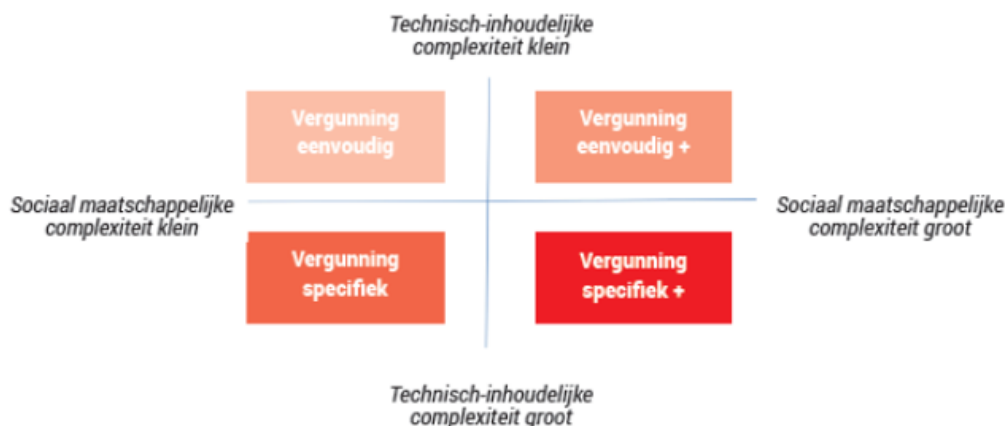 Technisch-inhoudelijke
complexiteit klein
Vergunning
eenvoudig
Vergunning
eenvoudig +
Sociaal maatschappelijke
complexiteit klein
Sociaal maatschappelijke
complexiteit groot
Vergunning
specifiek
Vergunning
specifiek +
Technisch-inhoudelijke
complexiteit groot